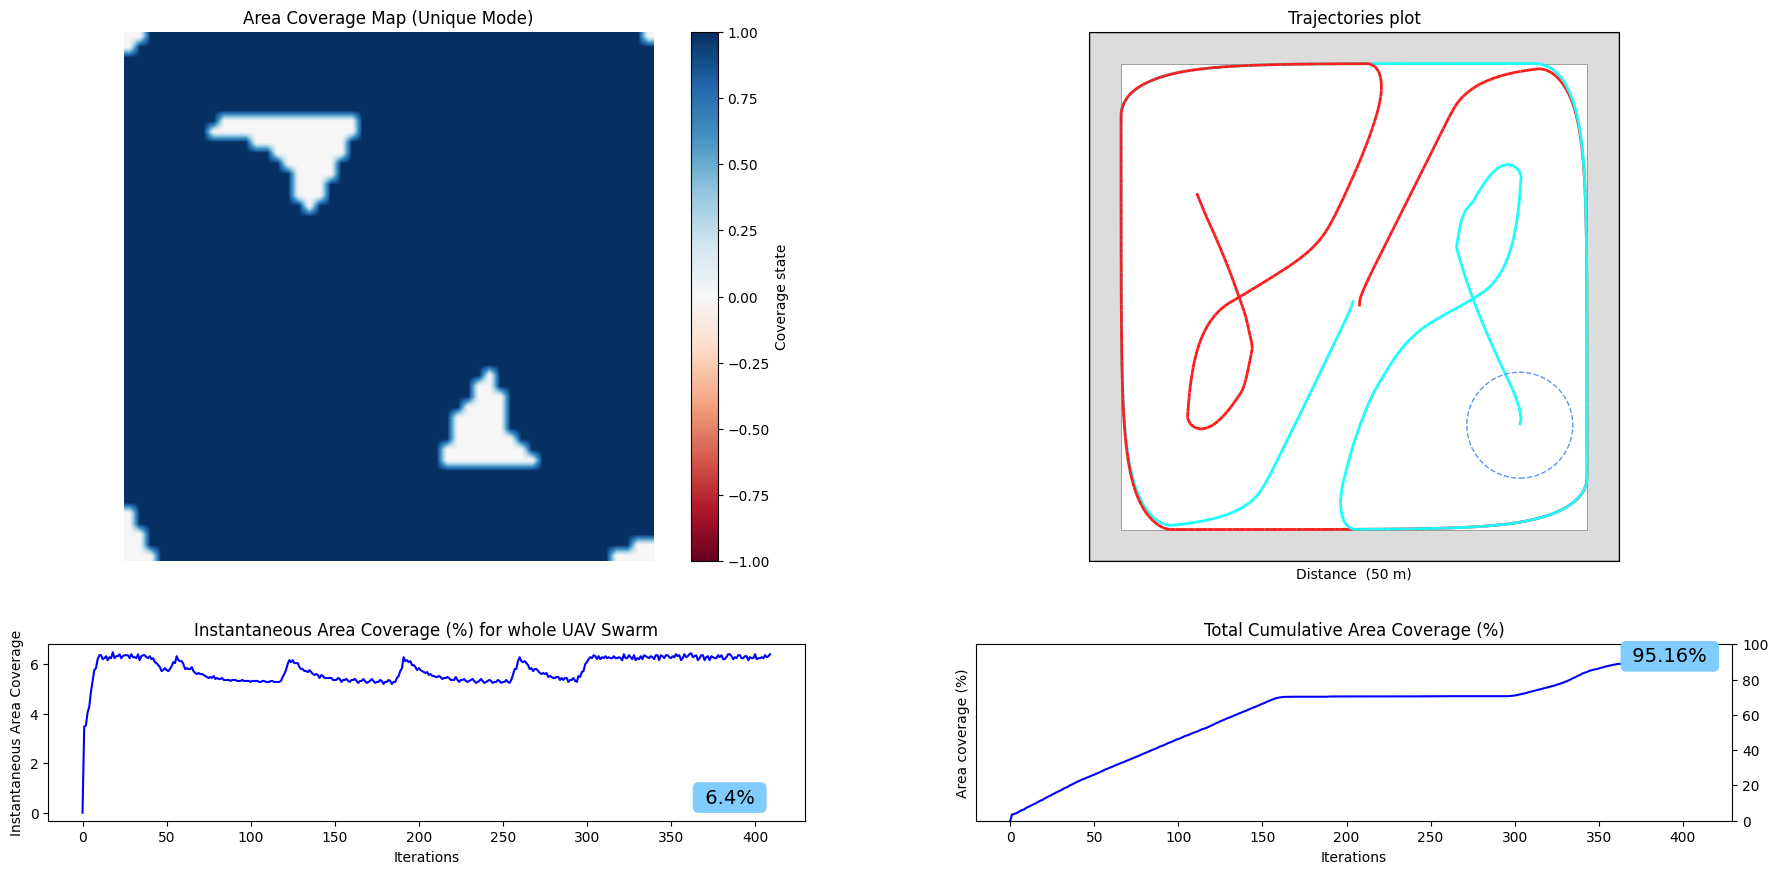 Area Coverage Map (Unique Mode)
1.00
0.75
0.50
0.25
0.00
−0.25
−0.50
−0.75
−1.00
Coverage state
Trajectories plot
Distance  (50 m)
Instantaneous Area Coverage (%) for whole UAV Swarm
Instantaneous Area Coverage
6
4
2
0
6.4%
0 50 100 150 200 250 300 350 400
Iterations
Total Cumulative Area Coverage (%)
Area coverage (%)
95.16%
100
80
60
40
20
0
0 50 100 150 200 250 300 350 400
Iterations